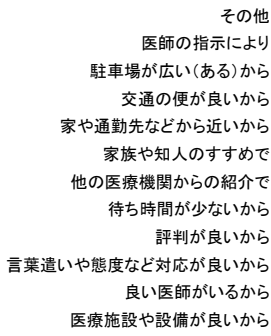 その他
医師の指示により
駐車場が広い(ある)から
交通の便が良いから
家や通勤先などから近いから
家族や知人のすすめで
他の医療機関からの紹介で
待ち時間が少ないから
評判が良いから
言葉遣いや態度など対応が良いから
良い医師がいるから
医療施設や設備が良いから